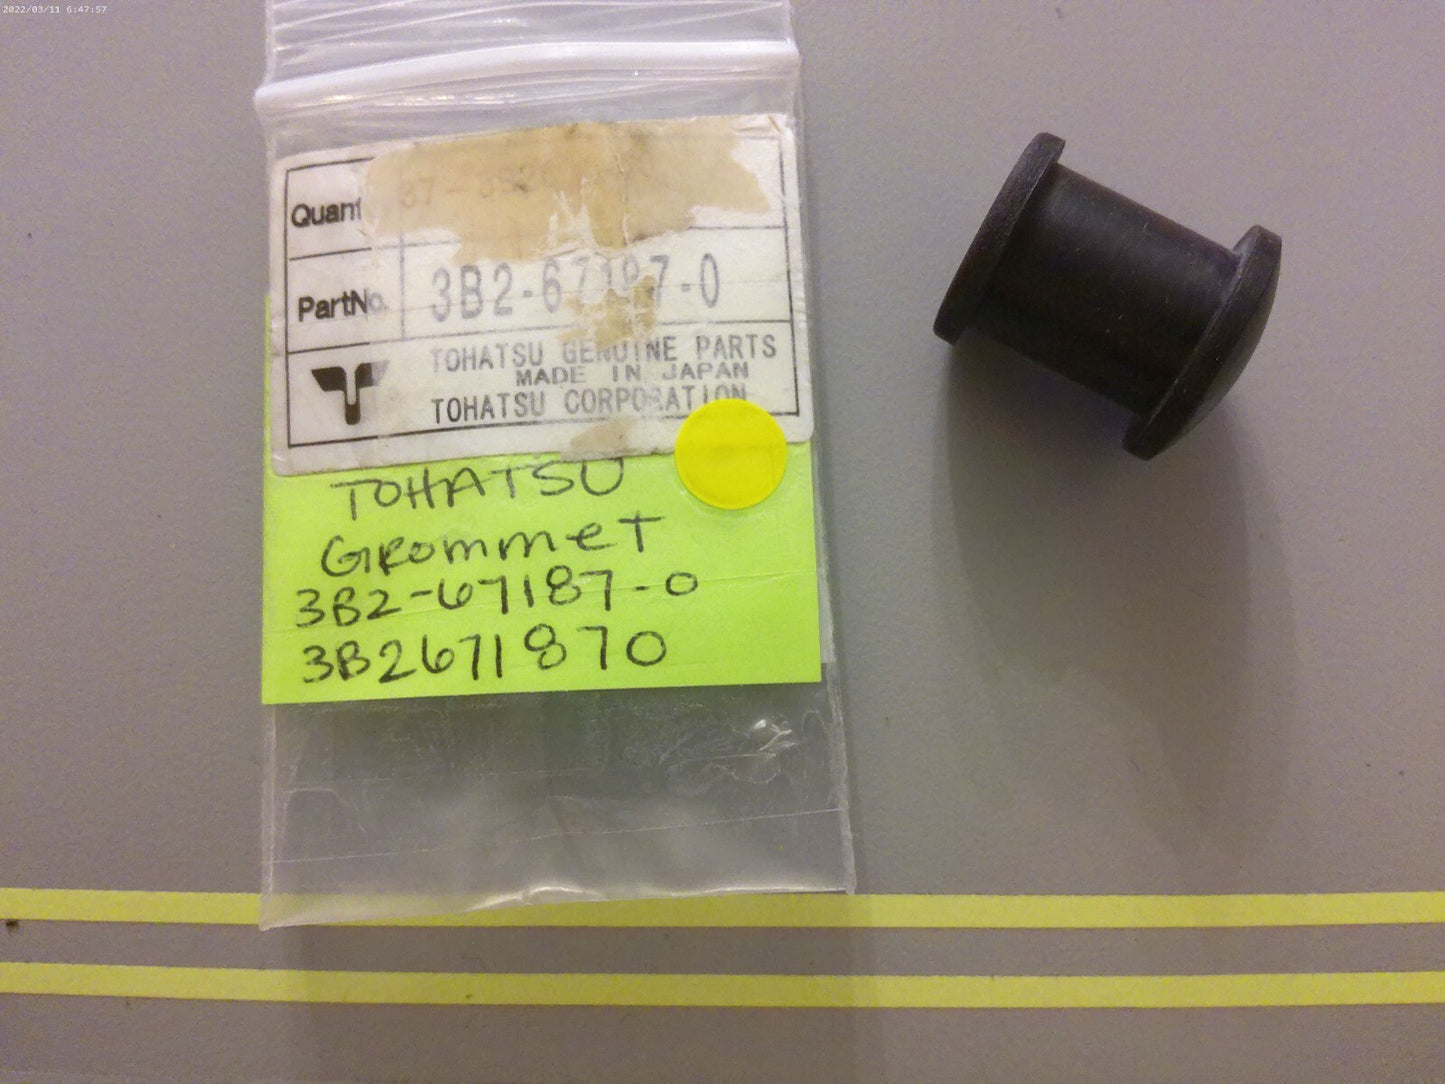 2022/03/11 6:47:57
Quant
PartNo. 3B2-67187-0
TOHATSU GENUINE PARTS
MADE IN JAPAN
TOHATSU CORPORATION
TOHATSU
GROMMET
3B2-67187-0
3B2671870